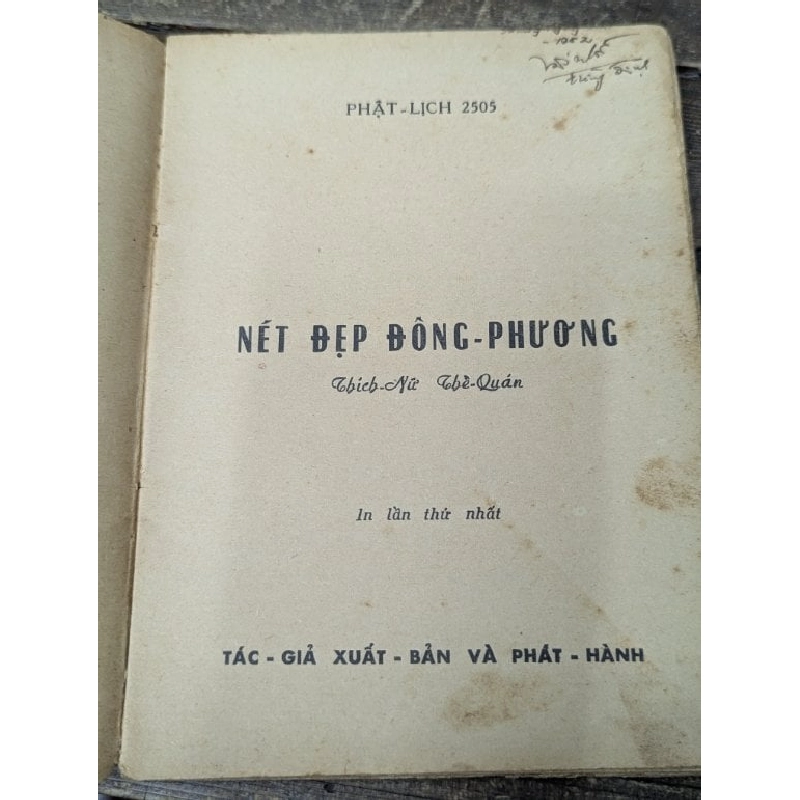 PHẬT-LỊCH 2505
NÉT ĐẸP ĐÔNG-PHƯƠNG
Thích-Nữ Thể-Quán
In lần thứ nhất
TÁC-GIẢ XUẤT-BẢN VÀ PHÁT-HÀNH